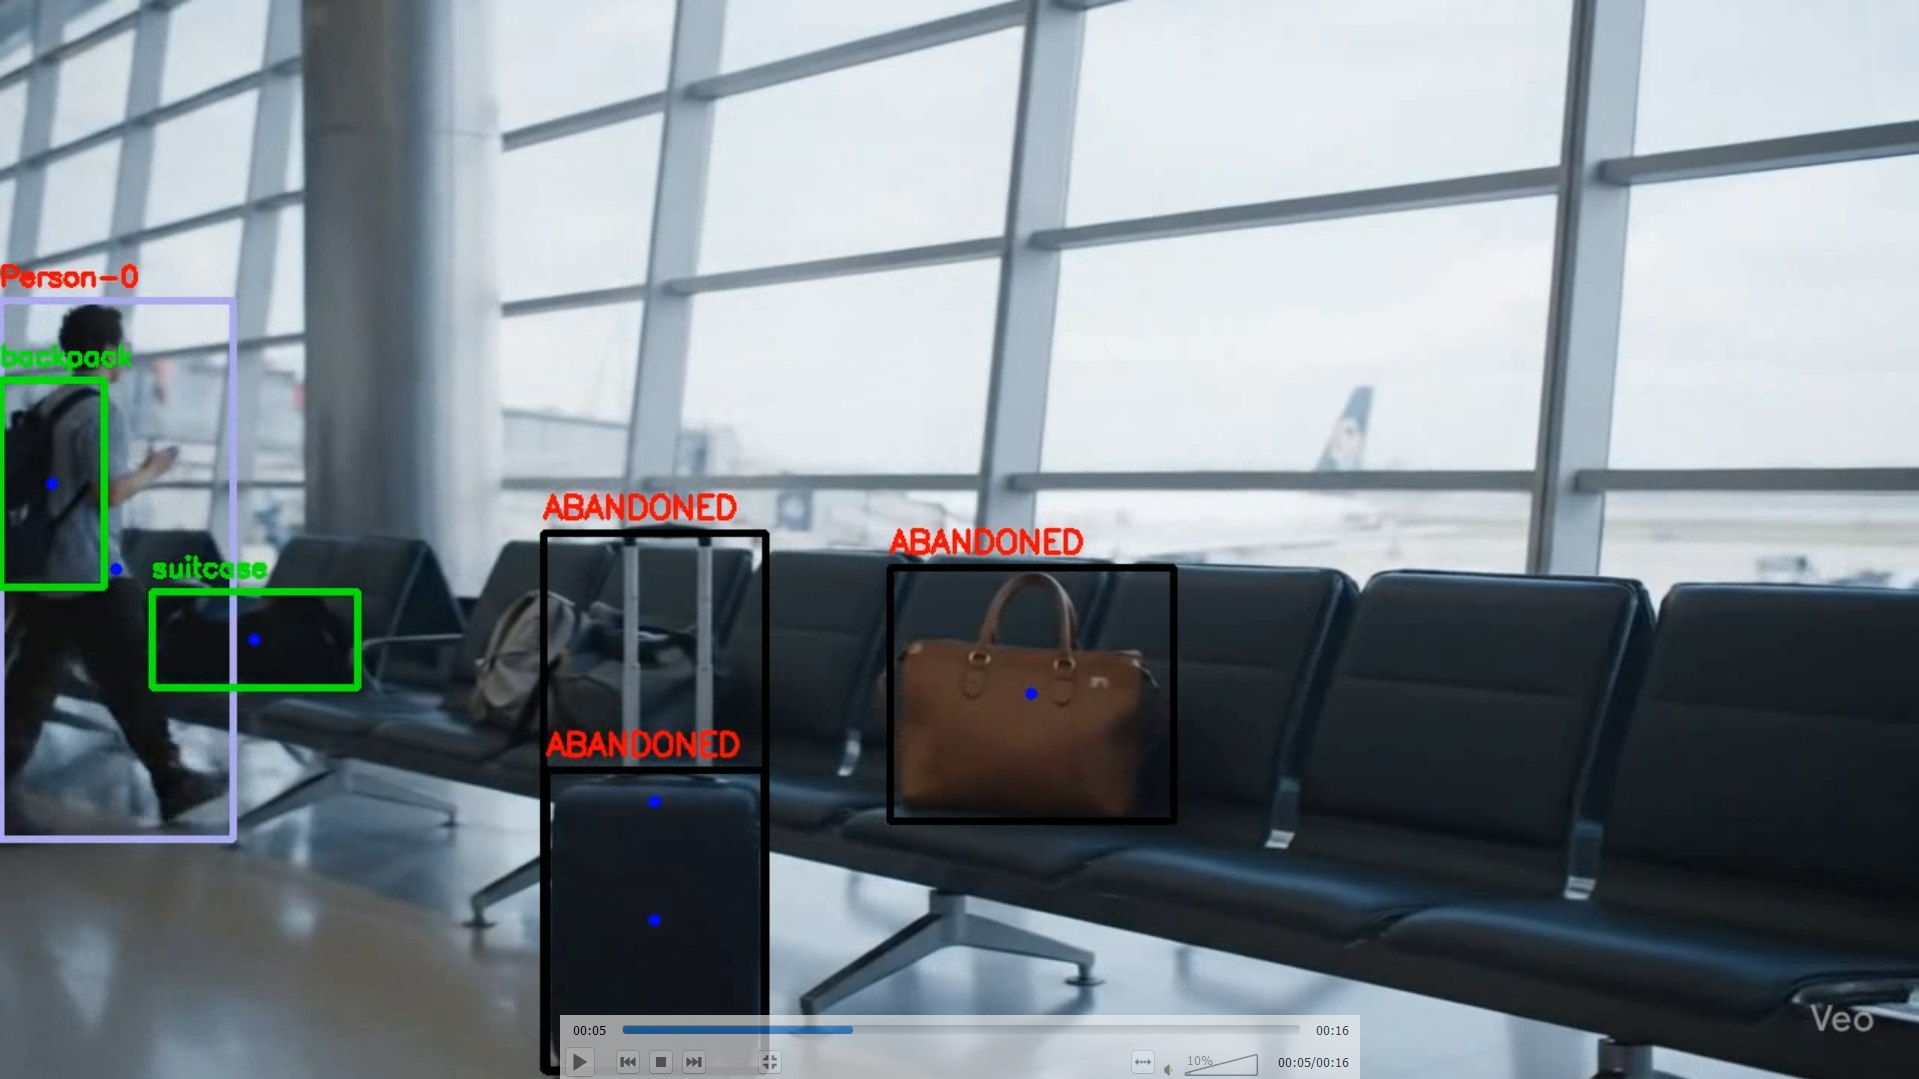 Person-0
backpack
suitcase
ABANDONED
ABANDONED
ABANDONED
Veo
00:05
00:16
10%
00:05/00:16